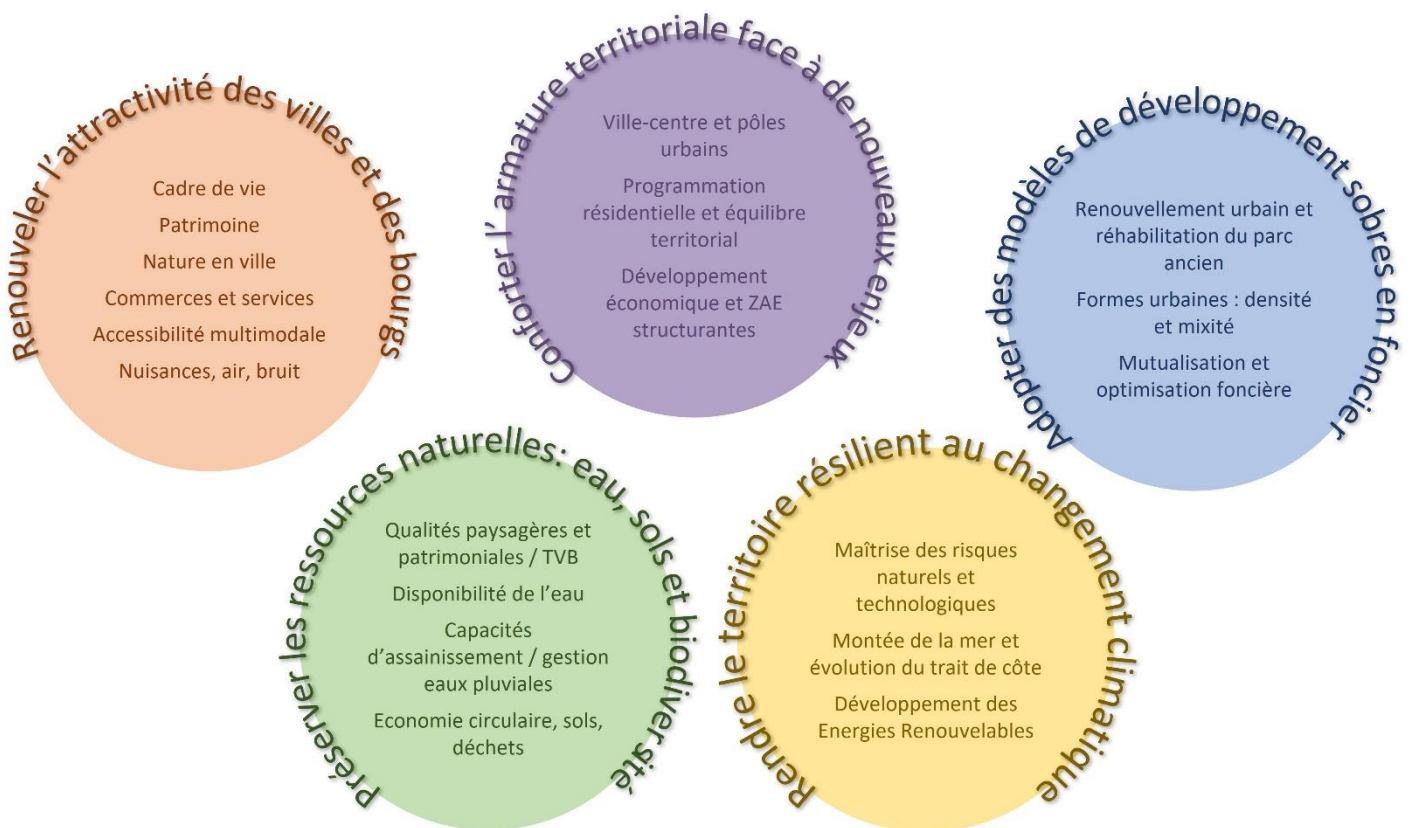 Renouveler l'attractivité des villes et des bourgs
Cadre de vie
Patrimoine
Nature en ville
Commerces et services
Accessibilité multimodale
Nuisances, air, bruit
Conforter l' armature territoriale face à de nouveaux enjeux
Ville-centre et pôles
urbains
Programmation
résidentielle et équilibre
territorial
Développement
économique et ZAE
structurantes
Adopter des modèles de développement sobres en foncier
Renouvellement urbain et
réhabilitation du parc
ancien
Formes urbaines : densité
et mixité
Mutualisation et
optimisation foncière
Préserver les ressources naturelles: eau, sols et biodiversité
Qualités paysagères et
patrimoniales / TVB
Disponibilité de l'eau
Capacités
d'assainissement / gestion
eaux pluviales
Economie circulaire, sols,
déchets
Rendre le territoire résilient au changement climatique
Maîtrise des risques
naturels et
technologiques
Montée de la mer et
évolution du trait de côte
Développement des
Energies Renouvelables